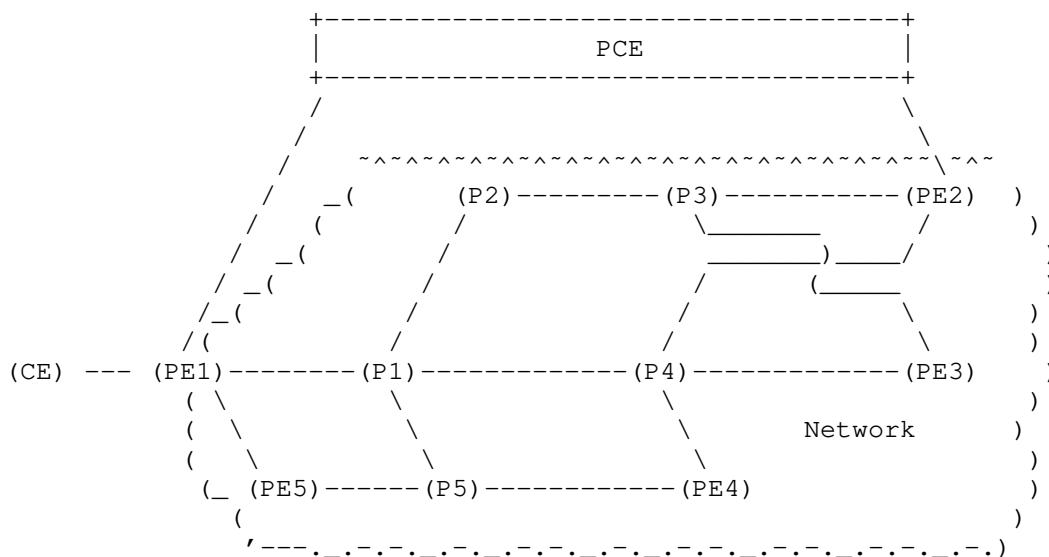 PCE
(P2) (P3) (PE2)
(CE) (PE1) (P1) (P4) (PE3)
Network
(PE5) (P5) (PE4)